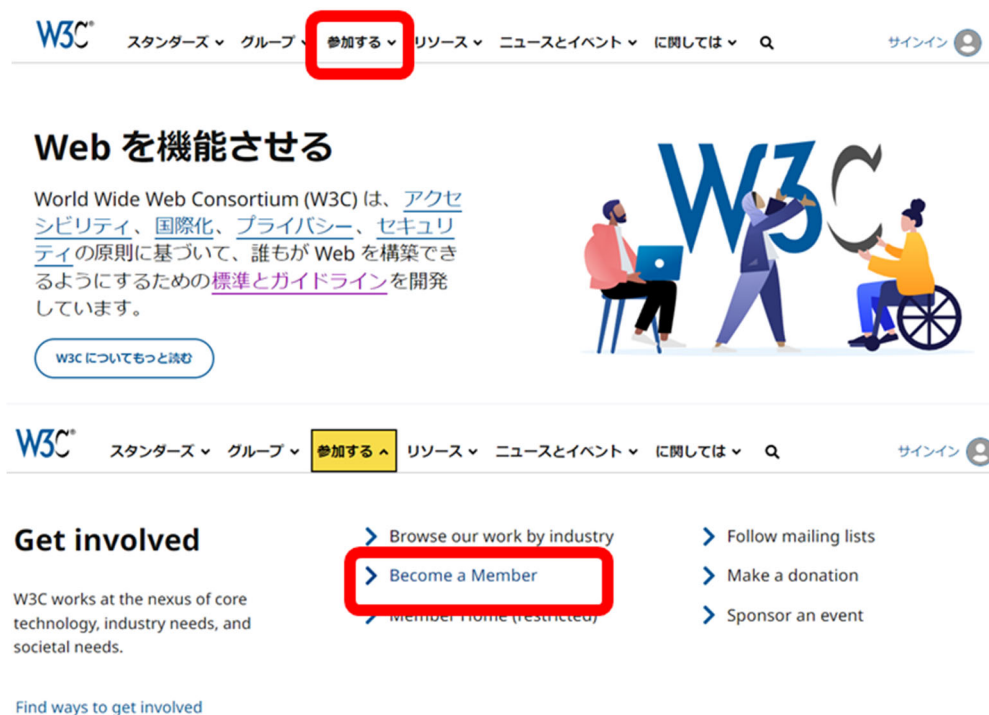 W3C®
スタンダーズ グループ 参加する リソース ニュースとイベント に関しては サインイン
Web を機能させる
World Wide Web Consortium (W3C) は、アクセ
シビリティ、国際化、プライバシー、セキュリ
ティの原則に基づいて、誰もが Web を構築でき
るようにするための標準とガイドラインを開発
しています。
W3C についてもっと読む
W3C
W3C®
スタンダーズ グループ 参加する リソース ニュースとイベント に関しては サインイン
Get involved
W3C works at the nexus of core
technology, industry needs, and
societal needs.
Find ways to get involved
Browse our work by industry
Become a Member
Member Home (restricted)
Follow mailing lists
Make a donation
Sponsor an event